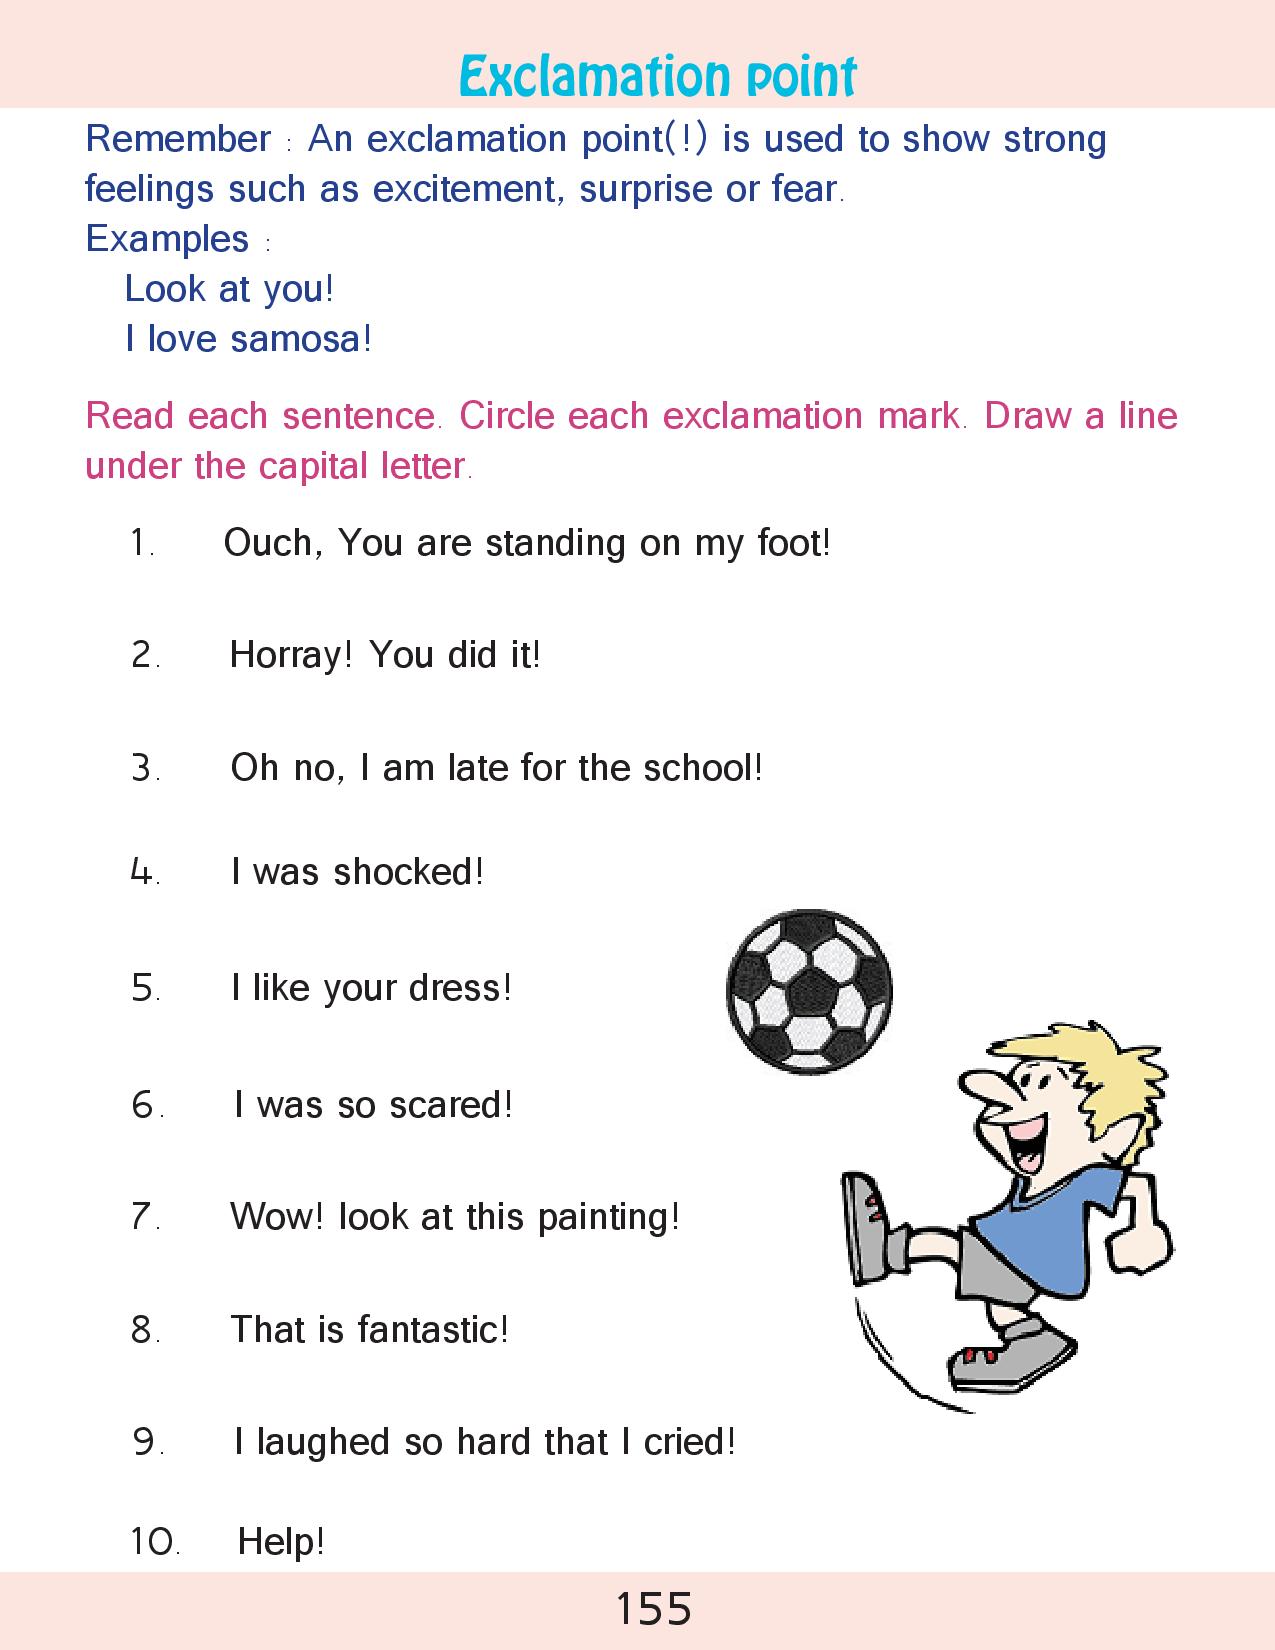 Exclamation point
Remember : An exclamation point(!) is used to show strong
feelings such as excitement, surprise or fear.
Examples :
Look at you!
I love samosa!
Read each sentence. Circle each exclamation mark. Draw a line
under the capital letter.
1. Ouch, You are standing on my foot!
2. Horray! You did it!
3. Oh no, I am late for the school!
4. I was shocked!
5. I like your dress!
6. I was so scared!
7. Wow! look at this painting!
8. That is fantastic!
9. I laughed so hard that I cried!
10. Help!
155